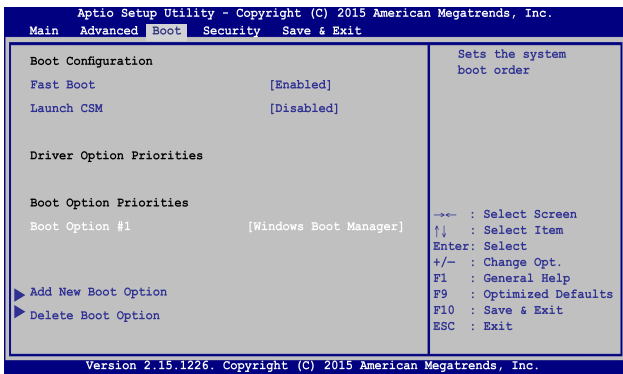 Aptio Setup Utility - Copyright (C) 2015 American Megatrends, Inc.
Main Advanced Boot Security Save & Exit
Boot Configuration
Fast Boot [Enabled]
Launch CSM [Disabled]
Driver Option Priorities
Boot Option Priorities
Boot Option #1 [Windows Boot Manager]
Add New Boot Option
Delete Boot Option
Sets the system
boot order
→← : Select Screen
↑↓ : Select Item
Enter: Select
+/— : Change Opt.
F1 : General Help
F9 : Optimized Defaults
F10 : Save & Exit
ESC : Exit
Version 2.15.1226. Copyright (C) 2015 American Megatrends, Inc.